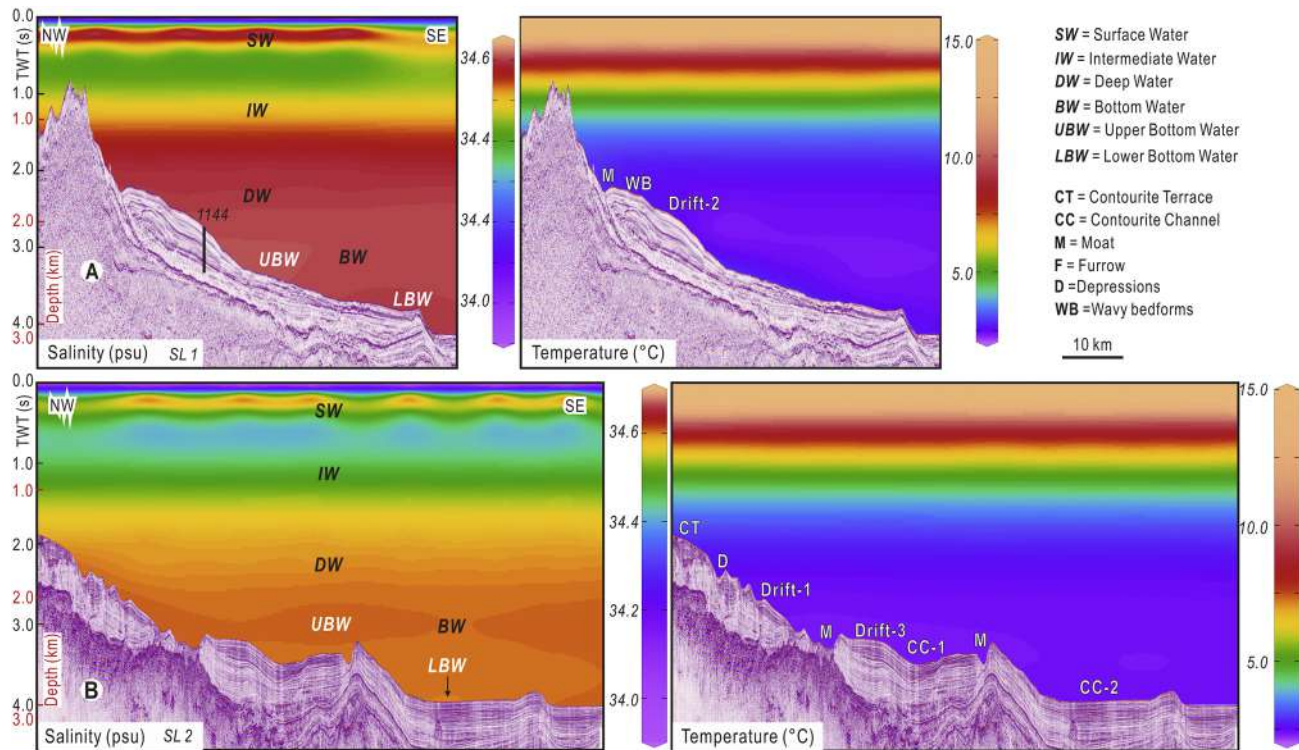 0.0
TWT (s)
NW
SW
SE
1.0
IW
1.0
2.0
DW
2.0
1144
3.0
UBW
BW
A
LBW
Depth (km)
4.0
3.0
Salinity (psu)
SL 1
34.6
34.4
34.4
34.0
M
WB
Drift-2
Temperature (°C)
15.0
10.0
5.0
SW = Surface Water
IW = Intermediate Water
DW = Deep Water
BW = Bottom Water
UBW = Upper Bottom Water
LBW = Lower Bottom Water
CT = Contourite Terrace
CC = Contourite Channel
M = Moat
F = Furrow
D = Depressions
WB =Wavy bedforms
10 km
0.0
TWT (s)
NW
SW
SE
1.0
IW
1.0
2.0
DW
2.0
3.0
UBW
BW
LBW
Depth (km)
B
4.0
3.0
Salinity (psu)
SL 2
34.6
34.4
34.2
34.0
CT
D
Drift-1
M
Drift-3
CC-1
M
CC-2
Temperature (°C)
15.0
10.0
5.0